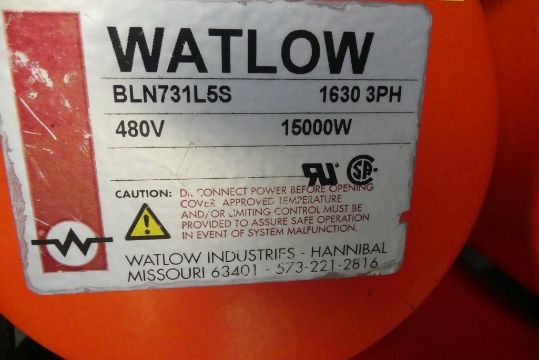 WATLOW
BLN731L5S 1630 3PH
480V 15000W
CAUTION: DISCONNECT POWER BEFORE OPENING
COVER. APPROVED TEMPERATURE
AND/OR LIMITING CONTROL MUST BE
PROVIDED TO ASSURE SAFE OPERATION
IN EVENT OF SYSTEM MALFUNCTION.
WATLOW INDUSTRIES - HANNIBAL
MISSOURI 63401 - 573-221-2816